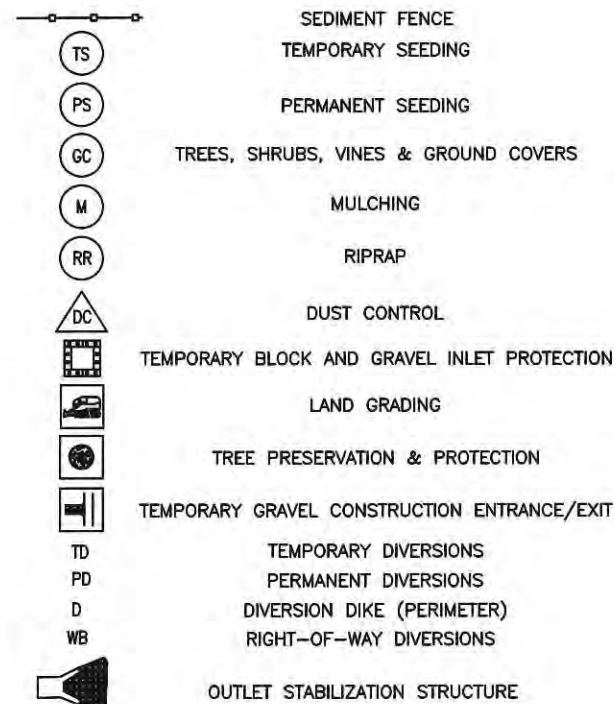 SEDIMENT FENCE
TS TEMPORARY SEEDING
PS PERMANENT SEEDING
GC TREES, SHRUBS, VINES & GROUND COVERS
M MULCHING
RR RIPRAP
DC DUST CONTROL
TEMPORARY BLOCK AND GRAVEL INLET PROTECTION
LAND GRADING
TREE PRESERVATION & PROTECTION
TEMPORARY GRAVEL CONSTRUCTION ENTRANCE/EXIT
TD TEMPORARY DIVERSIONS
PD PERMANENT DIVERSIONS
D DIVERSION DIKE (PERIMETER)
WB RIGHT-OF-WAY DIVERSIONS
OUTLET STABILIZATION STRUCTURE